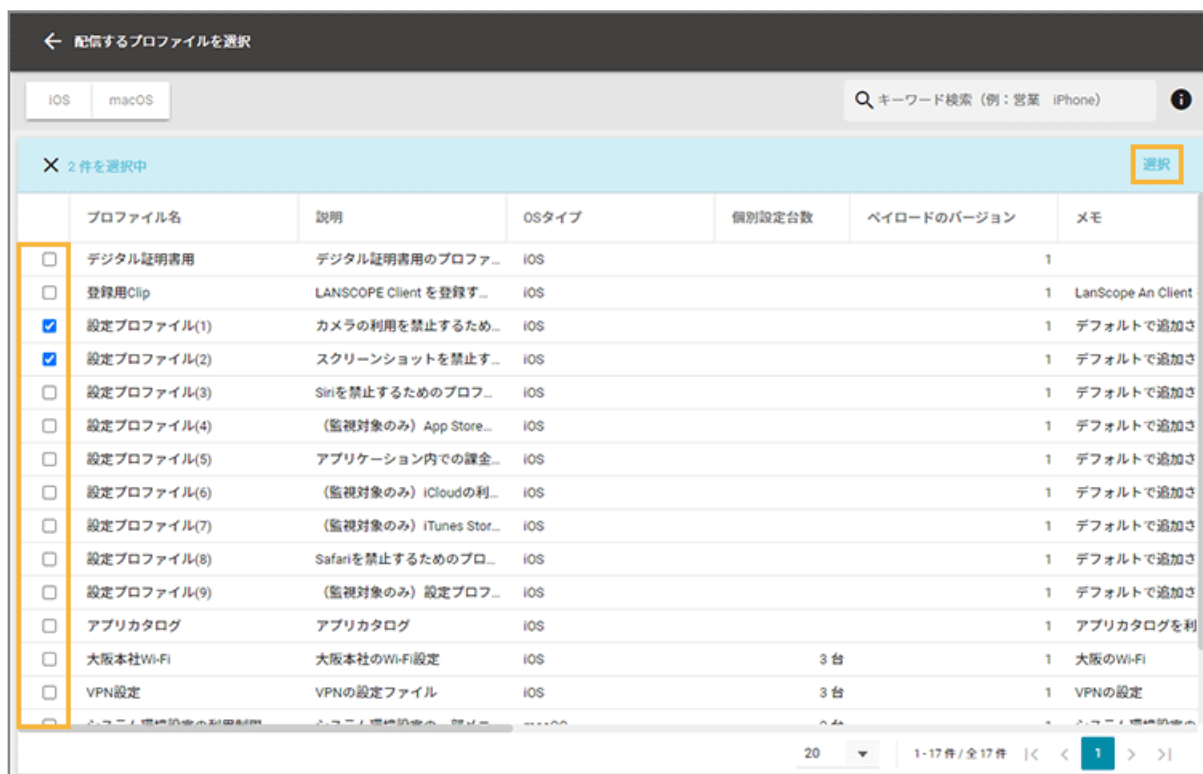 配信するプロファイルを選択
iOS macOS キーワード検索（例：営業 iPhone）
2 件を選択中 選択
プロファイル名 説明 OSタイプ 個別設定台数 ペイロードのバージョン メモ
デジタル証明書用 デジタル証明書用のプロファ... iOS 1
登録用Clip LANSCOPE Client を登録す... iOS 1 LanScope An Client
設定プロファイル(1) カメラの利用を禁止するため... iOS 1 デフォルトで追加さ
設定プロファイル(2) スクリーンショットを禁止す... iOS 1 デフォルトで追加さ
設定プロファイル(3) Siriを禁止するためのプロフ... iOS 1 デフォルトで追加さ
設定プロファイル(4) （監視対象のみ）App Store... iOS 1 デフォルトで追加さ
設定プロファイル(5) アプリケーション内での課金... iOS 1 デフォルトで追加さ
設定プロファイル(6) （監視対象のみ）iCloudの利... iOS 1 デフォルトで追加さ
設定プロファイル(7) （監視対象のみ）iTunes Stor... iOS 1 デフォルトで追加さ
設定プロファイル(8) Safariを禁止するためのプロ... iOS 1 デフォルトで追加さ
設定プロファイル(9) （監視対象のみ）設定プロフ... iOS 1 デフォルトで追加さ
アプリカタログ アプリカタログ iOS 1 アプリカタログを利
大阪本社Wi-Fi 大阪本社のWi-Fi設定 iOS 3 台 1 大阪のWi-Fi
VPN設定 VPNの設定ファイル iOS 3 台 1 VPNの設定
20 1 - 17 件 / 全 17 件 1